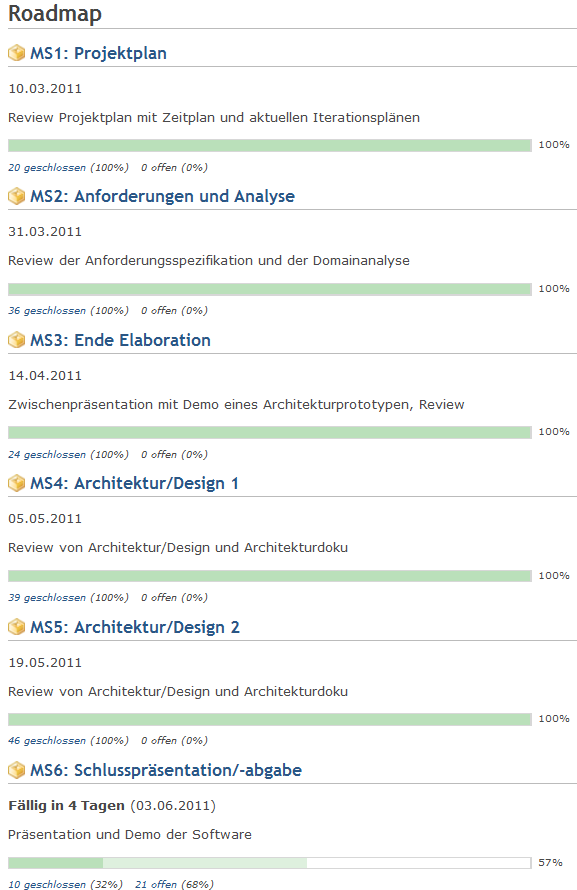 Roadmap
MS1: Projektplan
10.03.2011
Review Projektplan mit Zeitplan und aktuellen Iterationsplänen
100%
20 geschlossen (100%) 0 offen (0%)
MS2: Anforderungen und Analyse
31.03.2011
Review der Anforderungsspezifikation und der Domainanalyse
100%
36 geschlossen (100%) 0 offen (0%)
MS3: Ende Elaboration
14.04.2011
Zwischenpräsentation mit Demo eines Architekturprototypen, Review
100%
24 geschlossen (100%) 0 offen (0%)
MS4: Architektur/Design 1
05.05.2011
Review von Architektur/Design und Architekturdoku
100%
39 geschlossen (100%) 0 offen (0%)
MS5: Architektur/Design 2
19.05.2011
Review von Architektur/Design und Architekturdoku
100%
46 geschlossen (100%) 0 offen (0%)
MS6: Schlusspräsentation/-abgabe
Fällig in 4 Tagen (03.06.2011)
Präsentation und Demo der Software
57%
10 geschlossen (32%) 21 offen (68%)